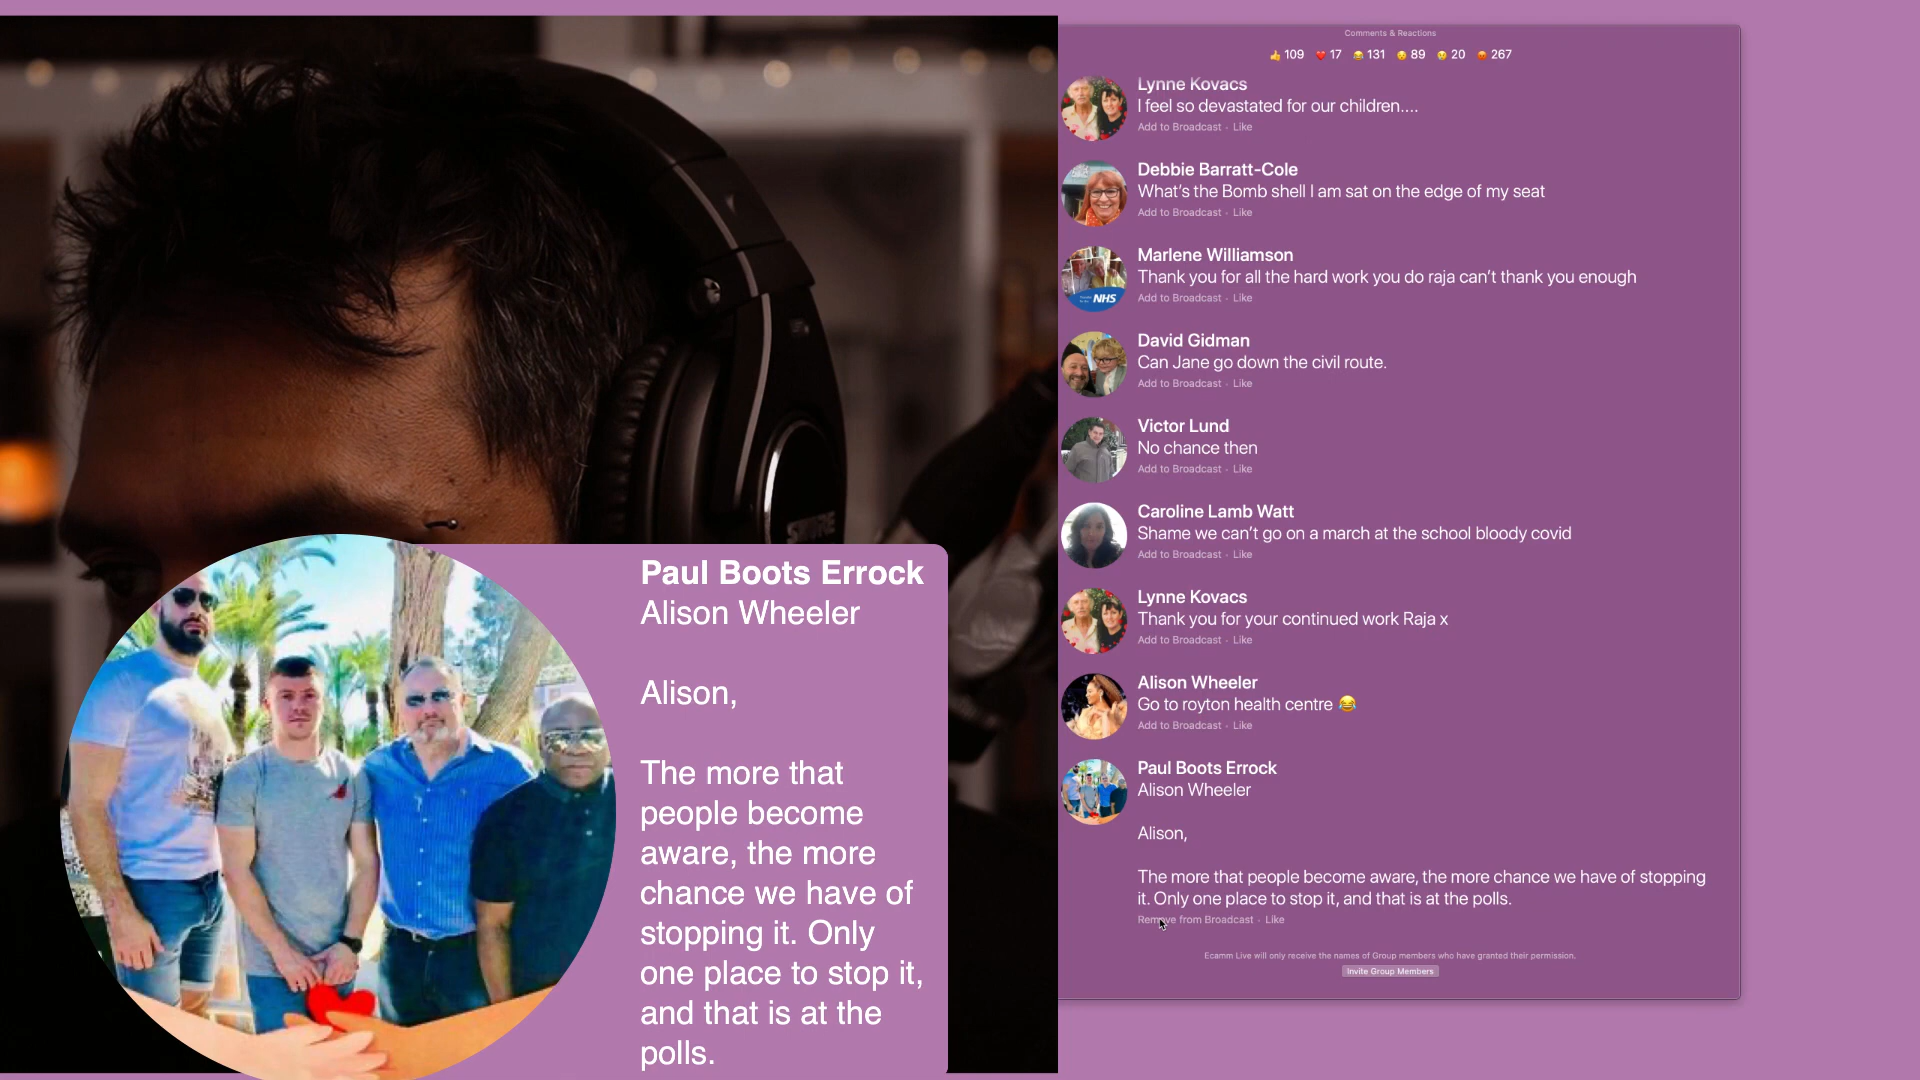 Comments & Reactions
👍 109 ❤️ 17 😂 131 😯 89 😢 20 😡 267
Lynne Kovacs
I feel so devastated for our children....
Add to Broadcast · Like
Debbie Barratt-Cole
What's the Bomb shell I am sat on the edge of my seat
Add to Broadcast · Like
Marlene Williamson
Thank you for all the hard work you do raja can't thank you enough
Add to Broadcast · Like
NHS
David Gidman
Can Jane go down the civil route.
Add to Broadcast · Like
Victor Lund
No chance then
Add to Broadcast · Like
Caroline Lamb Watt
Shame we can't go on a march at the school bloody covid
Add to Broadcast · Like
Lynne Kovacs
Thank you for your continued work Raja x
Add to Broadcast · Like
Alison Wheeler
Go to royton health centre 😂
Add to Broadcast · Like
Paul Boots Errock
Alison Wheeler
Alison,
The more that people become aware, the more chance we have of stopping
it. Only one place to stop it, and that is at the polls.
Remove from Broadcast · Like
Ecamm Live will only receive the names of Group members who have granted their permission.
Invite Group Members
SHURE
Paul Boots Errock
Alison Wheeler
Alison,
The more that
people become
aware, the more
chance we have of
stopping it. Only
one place to stop it,
and that is at the
polls.